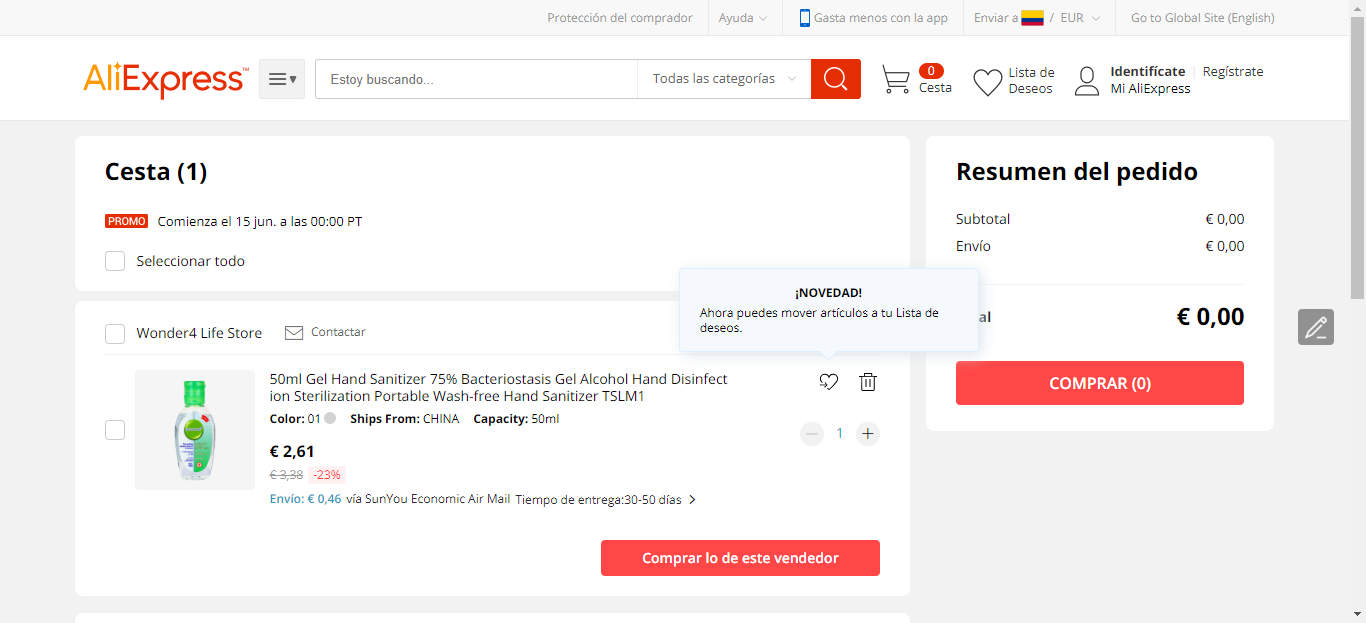 Protección del comprador
Ayuda
Gasta menos con la app
Enviar a / EUR
Go to Global Site (English)
AliExpress™
Estoy buscando...
Todas las categorías
0
Cesta
Lista de
Deseos
Identifícate
Regístrate
Mi AliExpress
Cesta (1)
PROMO Comienza el 15 jun. a las 00:00 PT
Seleccionar todo
¡NOVEDAD!
Ahora puedes mover artículos a tu Lista de
deseos.
Wonder4 Life Store
Contactar
50ml Gel Hand Sanitizer 75% Bacteriostasis Gel Alcohol Hand Disinfect
ion Sterilization Portable Wash-free Hand Sanitizer TSLM1
Color: 01 Ships From: CHINA Capacity: 50ml
1
€ 2,61
€ 3,38 -23%
Envío: € 0,46 vía SunYou Economic Air Mail Tiempo de entrega:30-50 días
Comprar lo de este vendedor
Resumen del pedido
Subtotal € 0,00
Envío € 0,00
al € 0,00
COMPRAR (0)